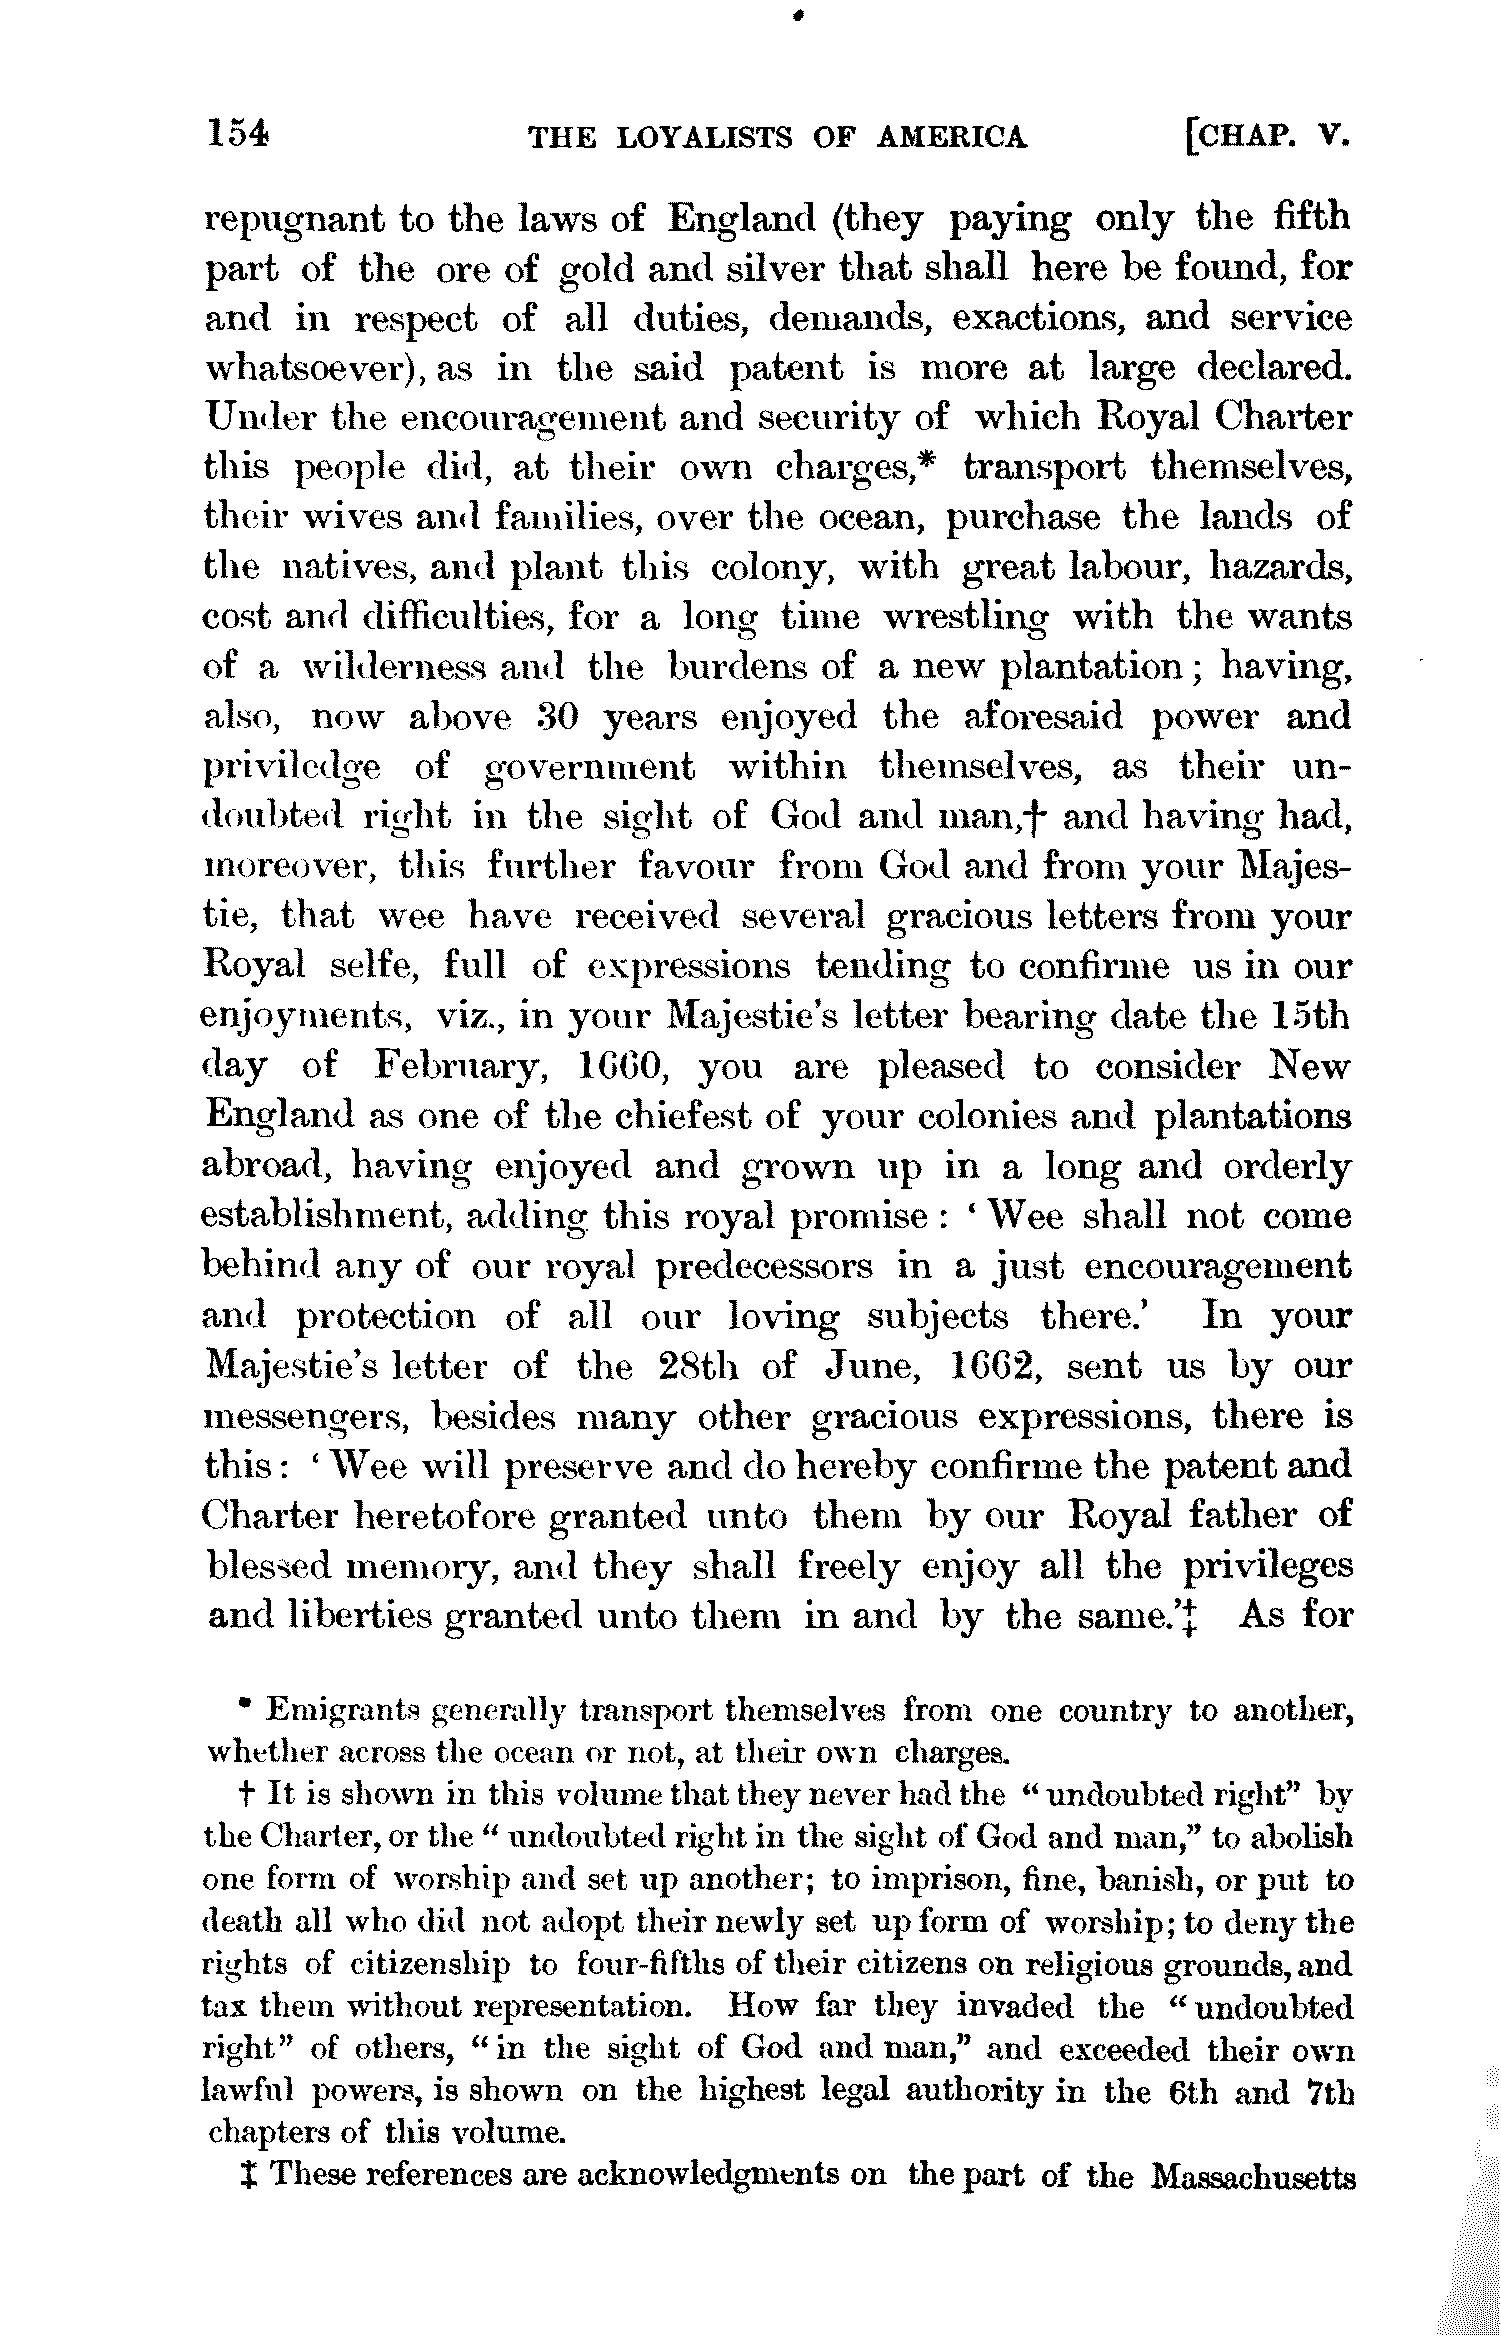 154 THE LOYALISTS OF AMERICA [CHAP. V.
repugnant to the laws of England (they paying only the fifth
part of the ore of gold and silver that shall here be found, for
and in respect of all duties, demands, exactions, and service
whatsoever), as in the said patent is more at large declared.
Under the encouragement and security of which Royal Charter
this people did, at their own charges,* transport themselves,
their wives and families, over the ocean, purchase the lands of
the natives, and plant this colony, with great labour, hazards,
cost and difficulties, for a long time wrestling with the wants
of a wilderness and the burdens of a new plantation; having,
also, now above 30 years enjoyed the aforesaid power and
priviledge of government within themselves, as their un-
doubted right in the sight of God and man,† and having had,
moreover, this further favour from God and from your Majes-
tie, that wee have received several gracious letters from your
Royal selfe, full of expressions tending to confirme us in our
enjoyments, viz., in your Majestie's letter bearing date the 15th
day of February, 1660, you are pleased to consider New
England as one of the chiefest of your colonies and plantations
abroad, having enjoyed and grown up in a long and orderly
establishment, adding this royal promise: ‘Wee shall not come
behind any of our royal predecessors in a just encouragement
and protection of all our loving subjects there.’ In your
Majestie's letter of the 28th of June, 1662, sent us by our
messengers, besides many other gracious expressions, there is
this: ‘Wee will preserve and do hereby confirme the patent and
Charter heretofore granted unto them by our Royal father of
blessed memory, and they shall freely enjoy all the privileges
and liberties granted unto them in and by the same.’‡ As for
* Emigrants generally transport themselves from one country to another,
whether across the ocean or not, at their own charges.
† It is shown in this volume that they never had the “undoubted right” by
the Charter, or the “undoubted right in the sight of God and man,” to abolish
one form of worship and set up another; to imprison, fine, banish, or put to
death all who did not adopt their newly set up form of worship; to deny the
rights of citizenship to four-fifths of their citizens on religious grounds, and
tax them without representation. How far they invaded the “undoubted
right” of others, “in the sight of God and man,” and exceeded their own
lawful powers, is shown on the highest legal authority in the 6th and 7th
chapters of this volume.
‡ These references are acknowledgments on the part of the Massachusetts